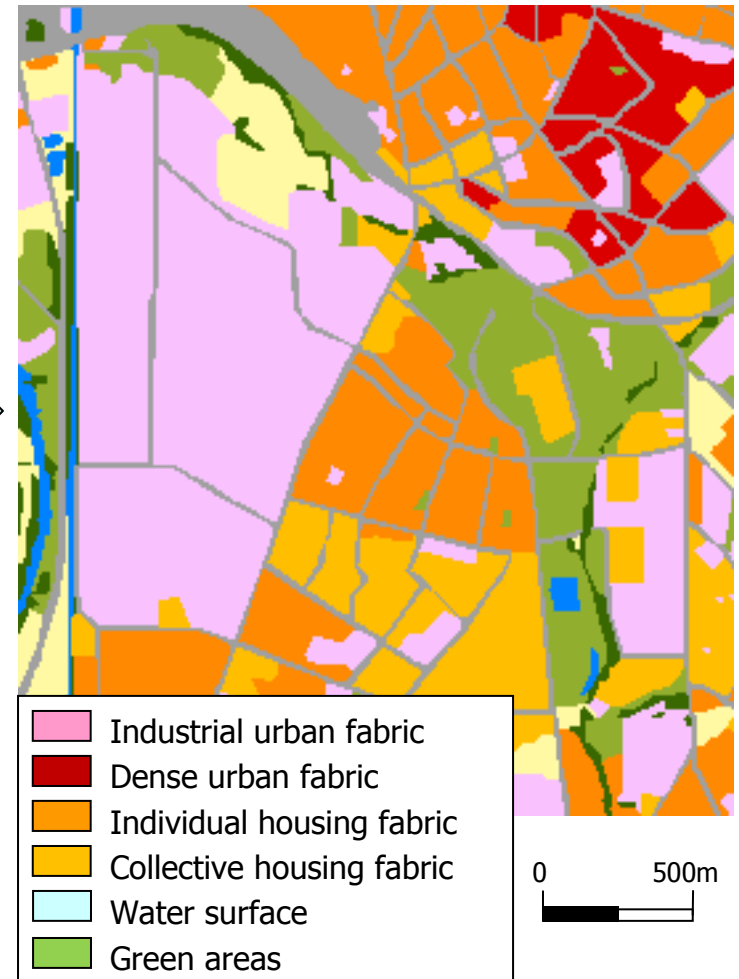 Industrial urban fabric
Dense urban fabric
Individual housing fabric
Collective housing fabric
Water surface
Green areas
0 500m